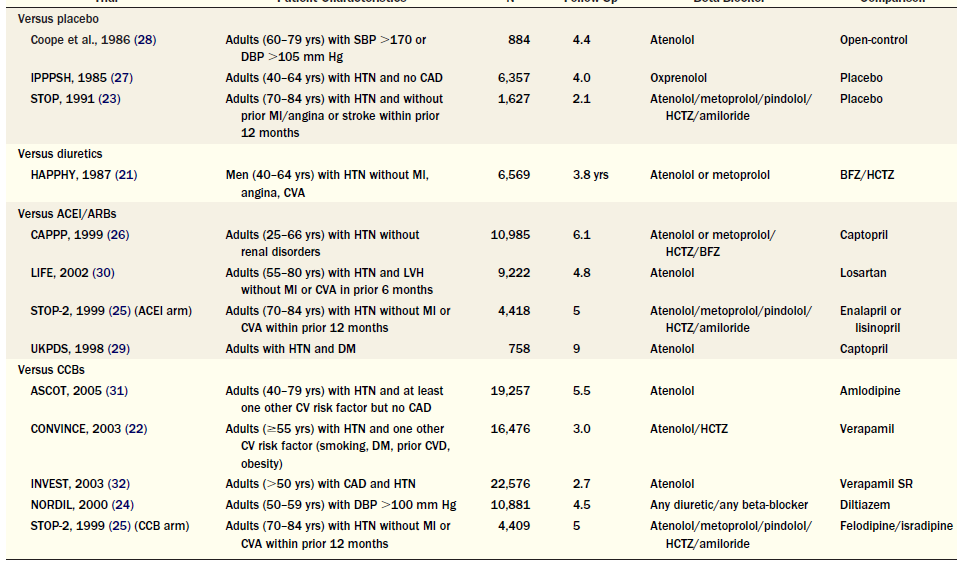 Versus placebo
Coope et al., 1986 (28) Adults (60–79 yrs) with SBP >170 or 884 4.4 Atenolol Open-control
DBP >105 mm Hg
IPPPSH, 1985 (27) Adults (40–64 yrs) with HTN and no CAD 6,357 4.0 Oxprenolol Placebo
STOP, 1991 (23) Adults (70–84 yrs) with HTN and without 1,627 2.1 Atenolol/metoprolol/pindolol/ Placebo
prior MI/angina or stroke within prior HCTZ/amiloride
12 months
Versus diuretics
HAPPHY, 1987 (21) Men (40–64 yrs) with HTN without MI, 6,569 3.8 yrs Atenolol or metoprolol BFZ/HCTZ
angina, CVA
Versus ACEI/ARBs
CAPPP, 1999 (26) Adults (25–66 yrs) with HTN without 10,985 6.1 Atenolol or metoprolol/ Captopril
renal disorders HCTZ/BFZ
LIFE, 2002 (30) Adults (55–80 yrs) with HTN and LVH 9,222 4.8 Atenolol Losartan
without MI or CVA in prior 6 months
STOP-2, 1999 (25) (ACEI arm) Adults (70–84 yrs) with HTN without MI or 4,418 5 Atenolol/metoprolol/pindolol/ Enalapril or
CVA within prior 12 months HCTZ/amiloride lisinopril
UKPDS, 1998 (29) Adults with HTN and DM 758 9 Atenolol Captopril
Versus CCBs
ASCOT, 2005 (31) Adults (40–79 yrs) with HTN and at least 19,257 5.5 Atenolol Amlodipine
one other CV risk factor but no CAD
CONVINCE, 2003 (22) Adults (≥55 yrs) with HTN and one other 16,476 3.0 Atenolol/HCTZ Verapamil
CV risk factor (smoking, DM, prior CVD,
obesity)
INVEST, 2003 (32) Adults (>50 yrs) with CAD and HTN 22,576 2.7 Atenolol Verapamil SR
NORDIL, 2000 (24) Adults (50–59 yrs) with DBP >100 mm Hg 10,881 4.5 Any diuretic/any beta-blocker Diltiazem
STOP-2, 1999 (25) (CCB arm) Adults (70–84 yrs) with HTN without MI or 4,409 5 Atenolol/metoprolol/pindolol/ Felodipine/isradipine
CVA within prior 12 months HCTZ/amiloride